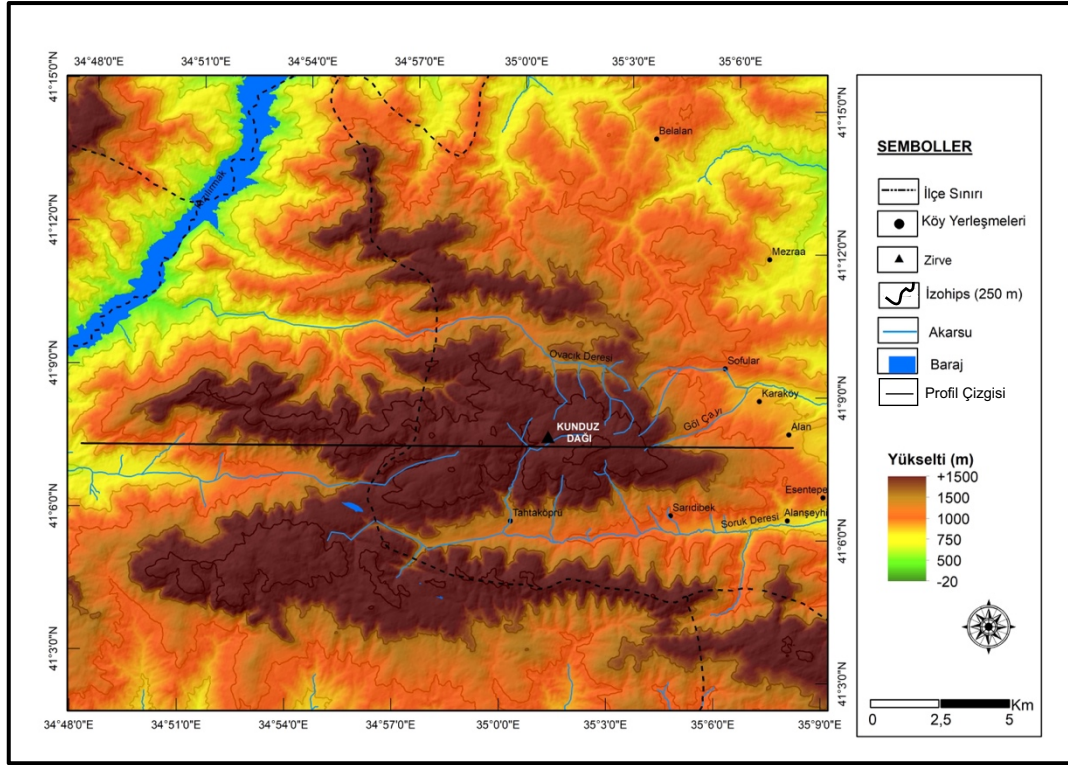 34°48'0"E 34°51'0"E 34°54'0"E 34°57'0"E 35°0'0"E 35°3'0"E 35°6'0"E
41°15'0"N
41°15'0"N
Belalan
41°12'0"N
41°12'0"N
Mezraa
41°9'0"N
Ovacık Deresi
Sofular
Karaköy
41°9'0"N
Göl Çayı
Alan
KUNDUZ
DAĞI
Esentepe
41°6'0"N
Tahtaköprü
Sarıdibek
Soruk Deresi
Alanşeyhi
41°6'0"N
41°3'0"N
41°3'0"N
34°48'0"E 34°51'0"E 34°54'0"E 34°57'0"E 35°0'0"E 35°3'0"E 35°6'0"E 35°9'0"E
SEMBOLLER
İlçe Sınırı
Köy Yerleşmeleri
Zirve
İzohips (250 m)
Akarsu
Baraj
Profil Çizgisi
Yükselti (m)
+1500
1500
1000
750
500
-20
Km
0 2,5 5